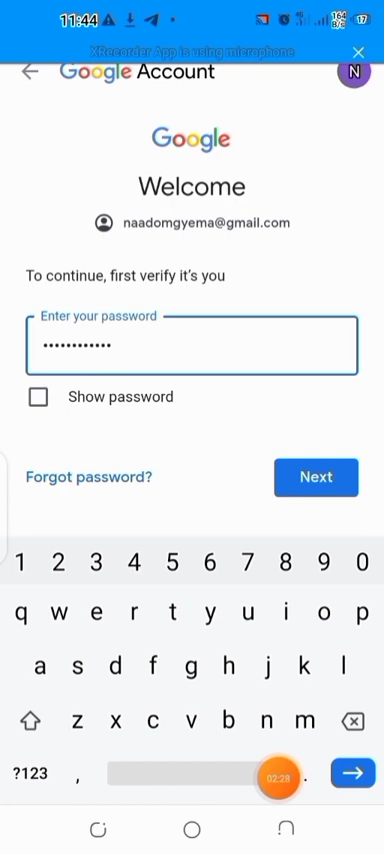 11:44
164 B/S
17
XRecorder App is using microphone
Google Account
N
Google
Welcome
naadomgyema@gmail.com
To continue, first verify it's you
Enter your password
••••••••••••
Show password
Forgot password?
Next
1 2 3 4 5 6 7 8 9 0
q w e r t y u i o p
a s d f g h j k l
z x c v b n m
?123 , 02:28 .